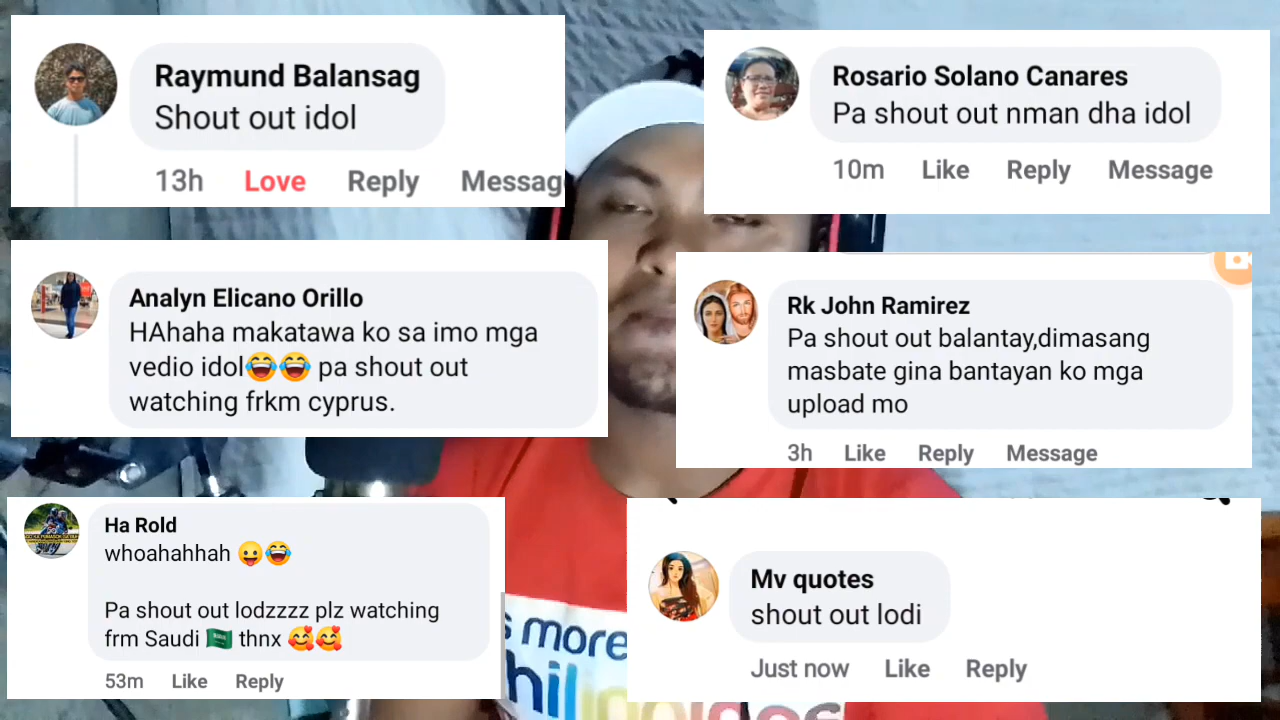 Raymund Balansag
Shout out idol
13h Love Reply Messag
Rosario Solano Canares
Pa shout out nman dha idol
10m Like Reply Message
Analyn Elicano Orillo
HAhaha makatawa ko sa imo mga
vedio idol😂😂 pa shout out
watching frkm cyprus.
Rk John Ramirez
Pa shout out balantay,dimasang
masbate gina bantayan ko mga
upload mo
3h Like Reply Message
Ha Rold
whoahahhah 😛😂
Pa shout out lodzzzz plz watching
frm Saudi 🇸🇦 thnx 🥰🥰
53m Like Reply
Mv quotes
shout out lodi
Just now Like Reply
s more